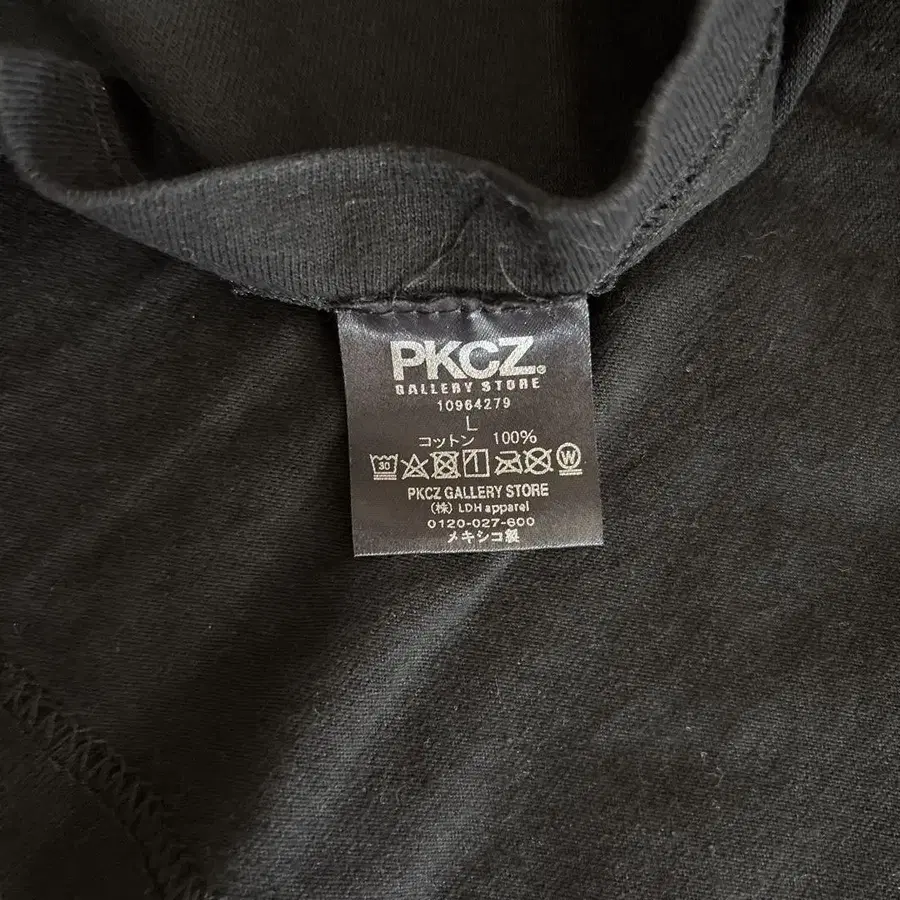 PKCZ®
GALLERY STORE
10964279
L
コットン 100%
30 W
PKCZ GALLERY STORE
(株) LDH apparel
0120-027-600
メキシコ製